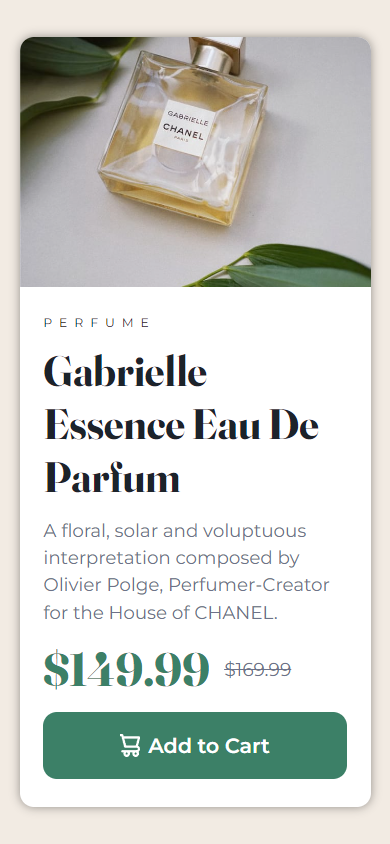 GABRIELLE
CHANEL
PARIS
PERFUME
Gabrielle
Essence Eau De
Parfum
A floral, solar and voluptuous
interpretation composed by
Olivier Polge, Perfumer-Creator
for the House of CHANEL.
$149.99 $169.99
Add to Cart